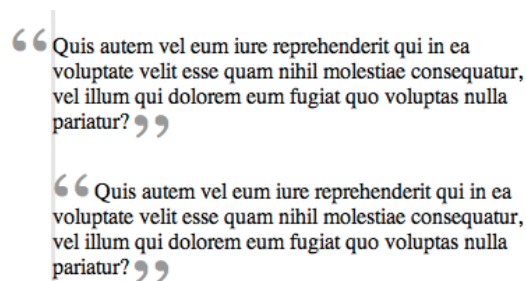 “Quis autem vel eum iure reprehenderit qui in ea
voluptate velit esse quam nihil molestiae consequatur,
vel illum qui dolorem eum fugiat quo voluptas nulla
pariatur?”
“ Quis autem vel eum iure reprehenderit qui in ea
voluptate velit esse quam nihil molestiae consequatur,
vel illum qui dolorem eum fugiat quo voluptas nulla
pariatur?”